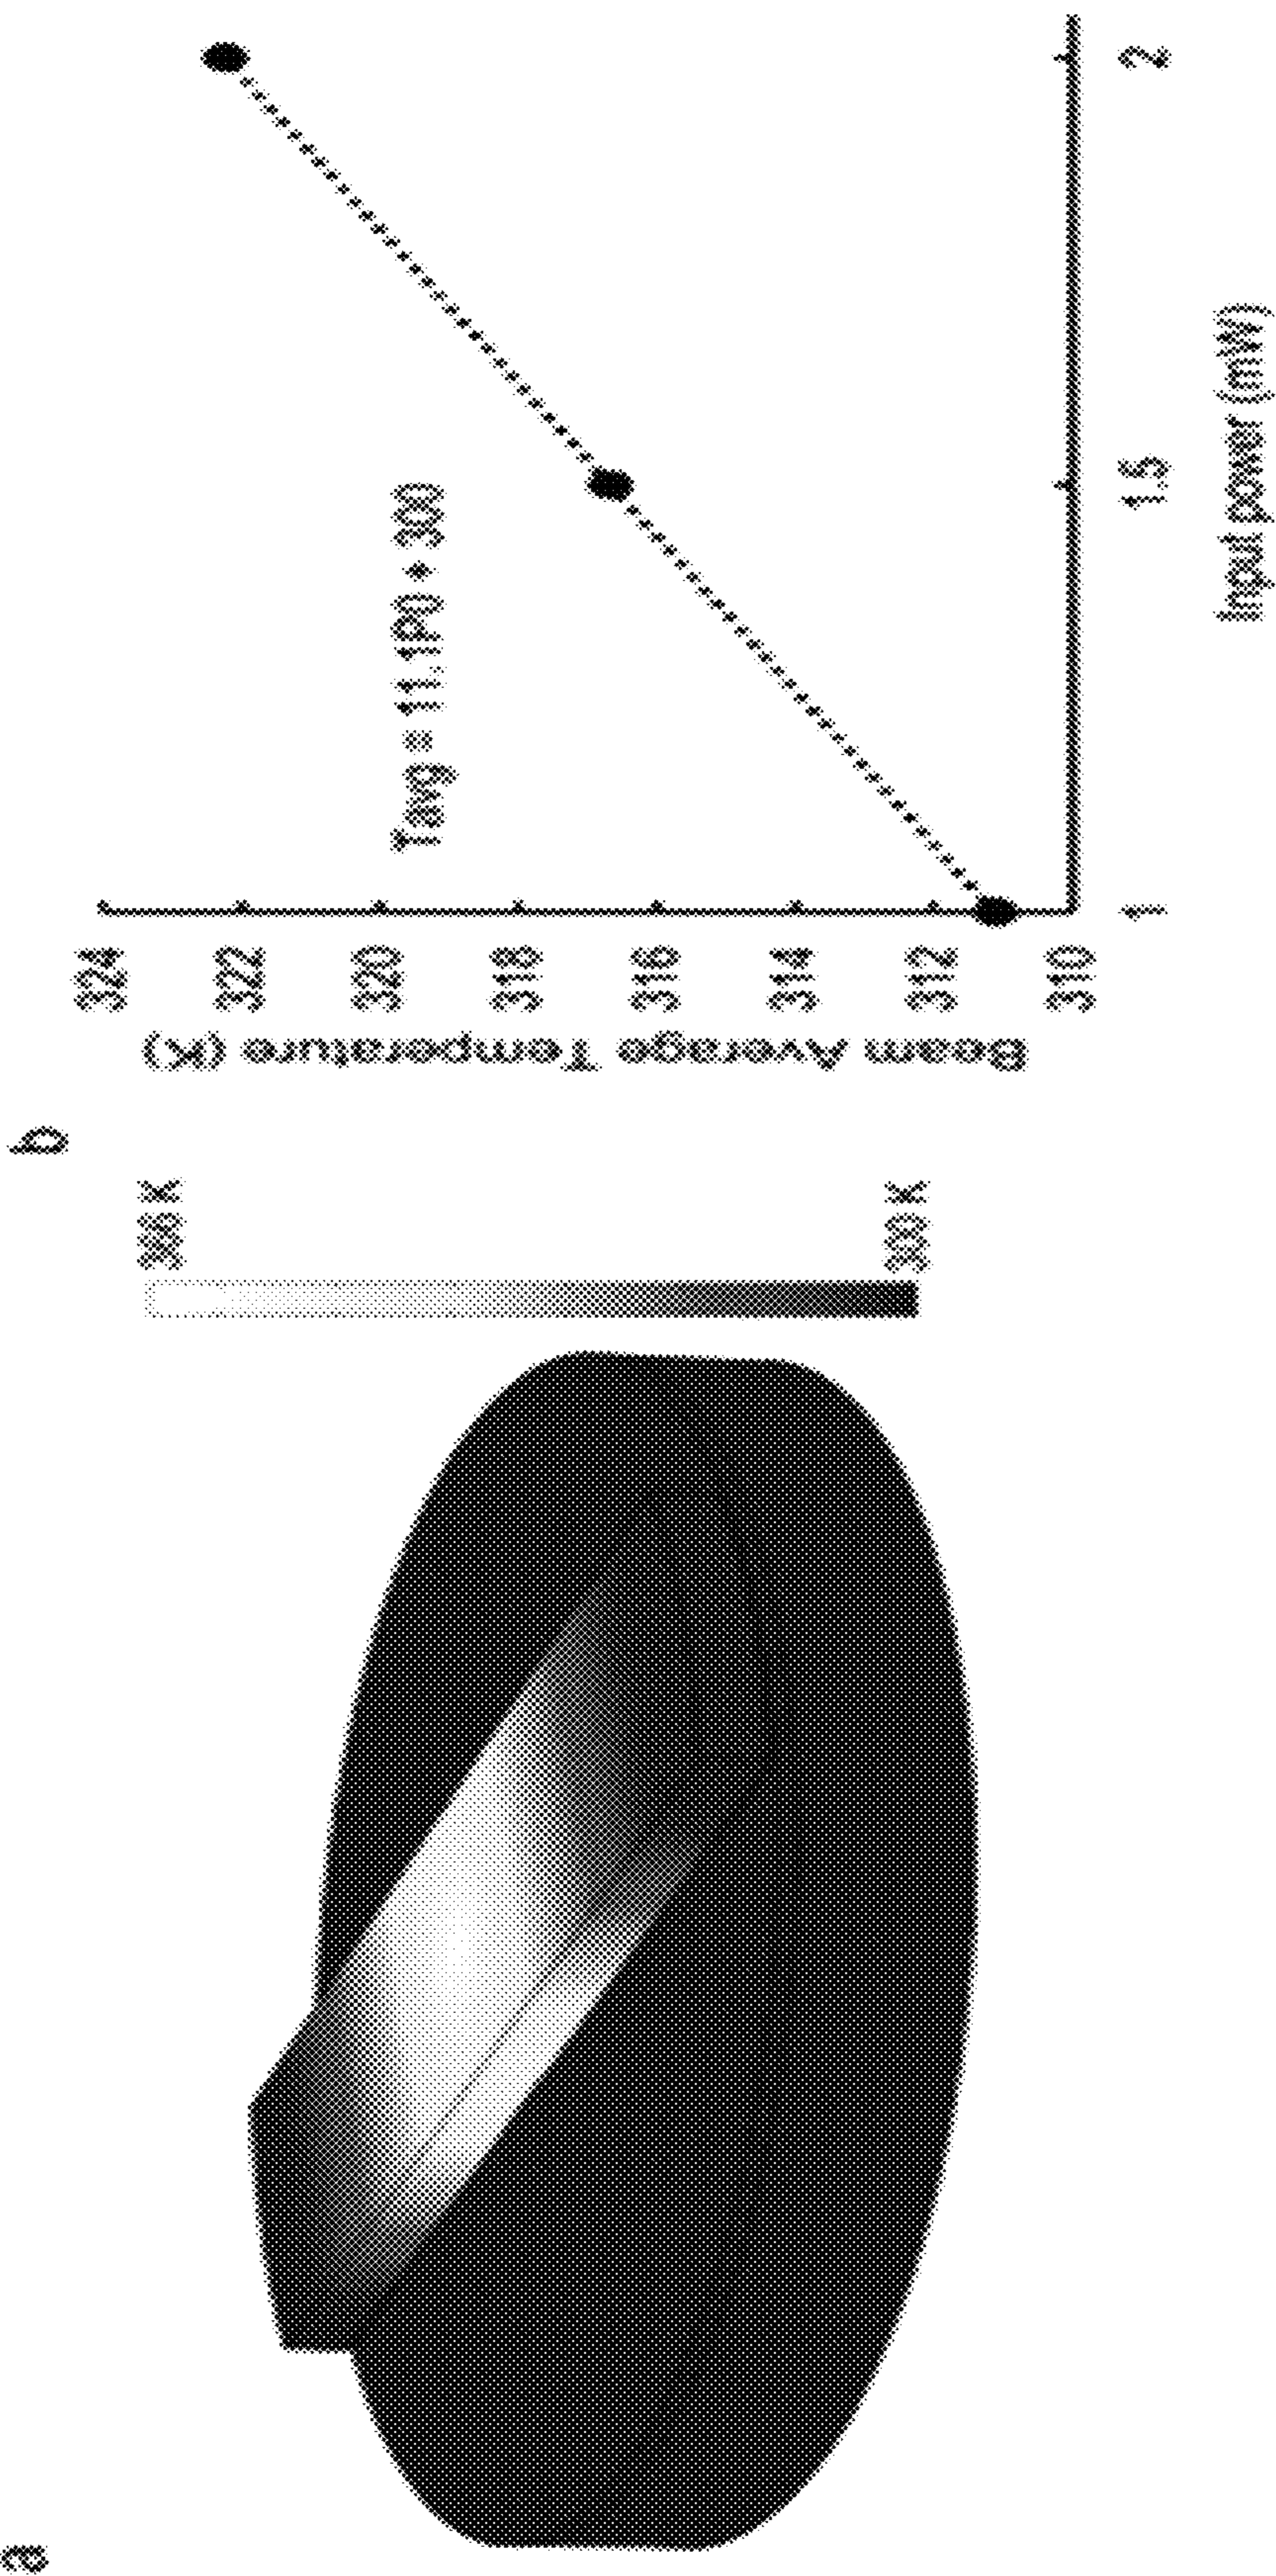 a
K
300 K
b
Beam Average Temperature (K)
324
322
320
318
316
314
312
310
Tavg = 11.1P0 + 300
1
1.5
2
Input power (mW)